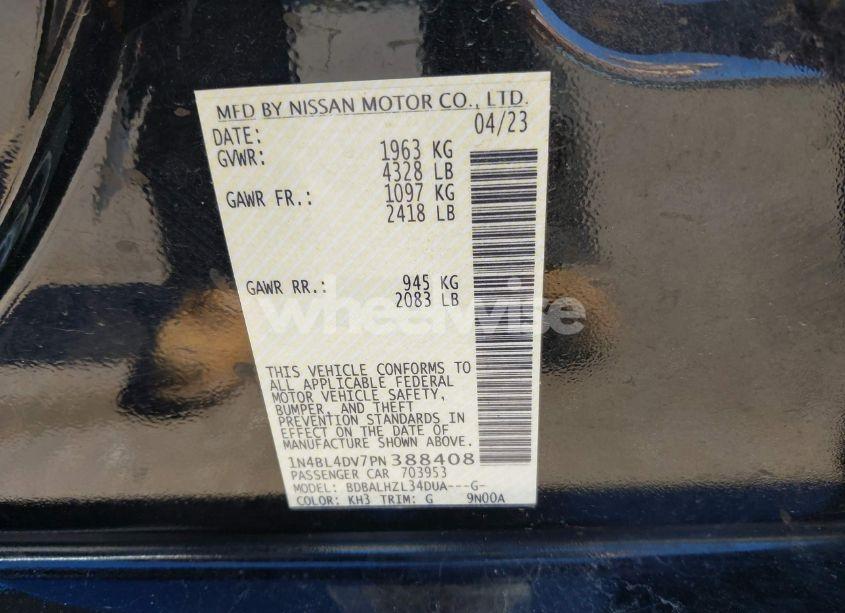 MFD BY NISSAN MOTOR CO., LTD.
DATE: 04/23
GVWR: 1963 KG
4328 LB
GAWR FR.: 1097 KG
2418 LB
GAWR RR.: 945 KG
2083 LB
wheelwise
THIS VEHICLE CONFORMS TO
ALL APPLICABLE FEDERAL
MOTOR VEHICLE SAFETY,
BUMPER, AND THEFT
PREVENTION STANDARDS IN
EFFECT ON THE DATE OF
MANUFACTURE SHOWN ABOVE.
1N4BL4DV7PN388408
PASSENGER CAR 703953
MODEL: BDBALHZL34DUA---G-
COLOR: KH3 TRIM: G 9N00A